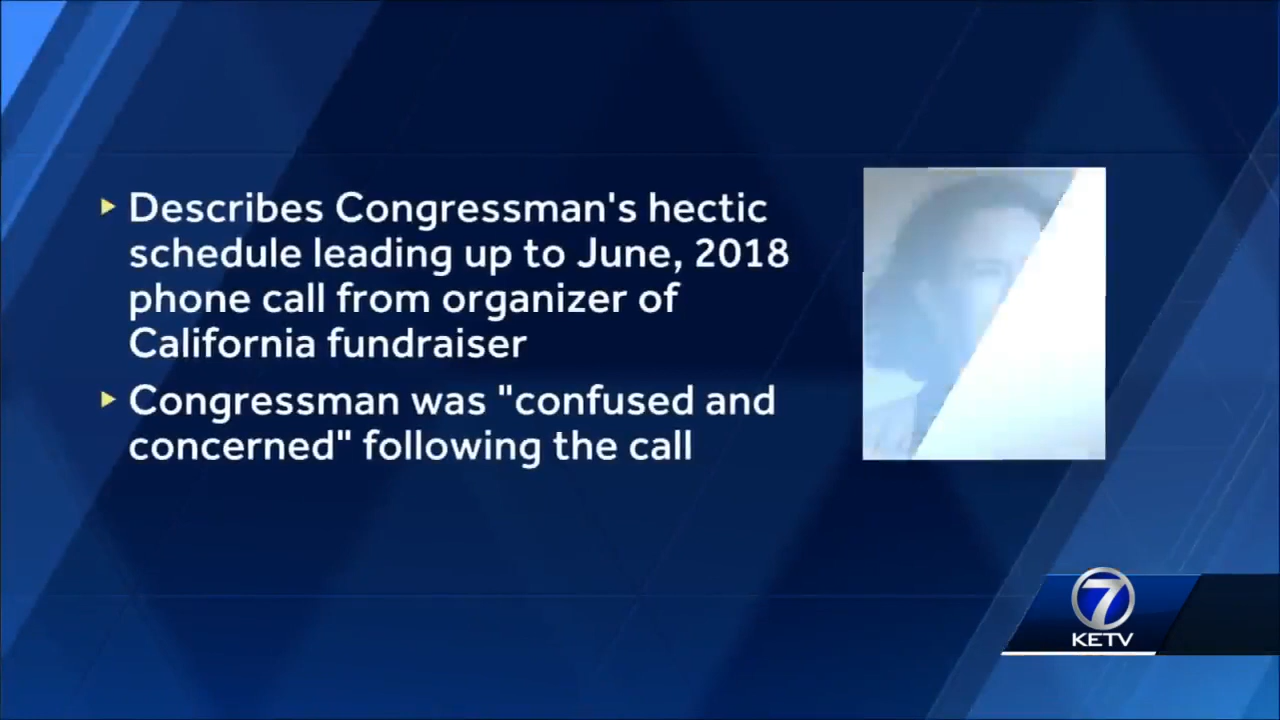 Describes Congressman's hectic
schedule leading up to June, 2018
phone call from organizer of
California fundraiser
Congressman was "confused and
concerned" following the call
7
KETV